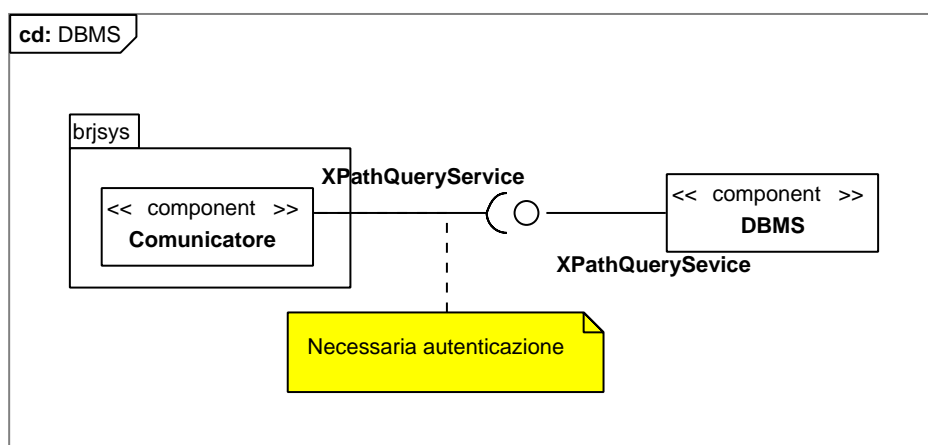 cd: DBMS
brjsys
XPathQueryService
<< component >>
Comunicatore
<< component >>
DBMS
XPathQuerySevice
Necessaria autenticazione